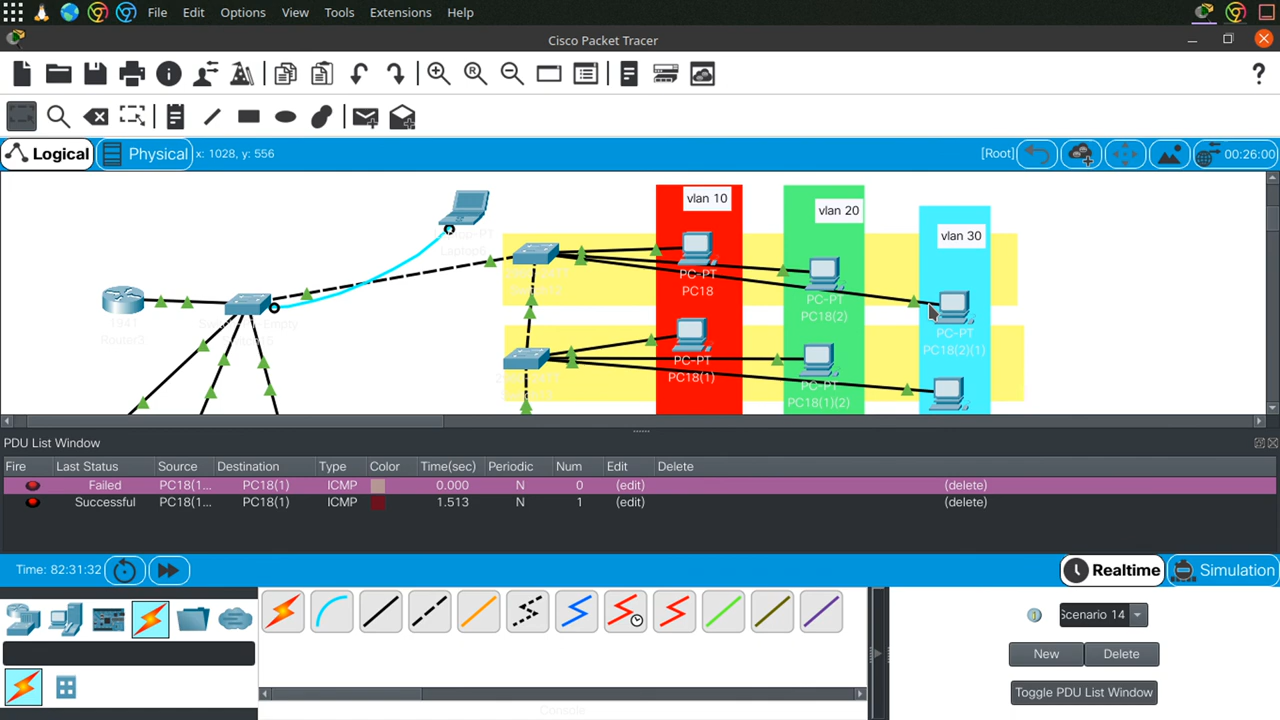 File Edit Options View Tools Extensions Help
Cisco Packet Tracer
Logical Physical x: 1028, y: 556 [Root] 00:26:00
vlan 10
vlan 20
vlan 30
Laptop6
PC-PT
PC18
PC-PT
PC18(2)
PC-PT
PC18(2)(1)
1941
Router3
PC-PT
PC18(1)
PC-PT
PC18(1)(2)
PDU List Window
Fire Last Status Source Destination Type Color Time(sec) Periodic Num Edit Delete
Failed PC18(1... PC18(1) ICMP 0.000 N 0 (edit) (delete)
Successful PC18(1... PC18(1) ICMP 1.513 N 1 (edit) (delete)
Time: 82:31:32 Realtime Simulation
Scenario 14
New Delete
Toggle PDU List Window
Console